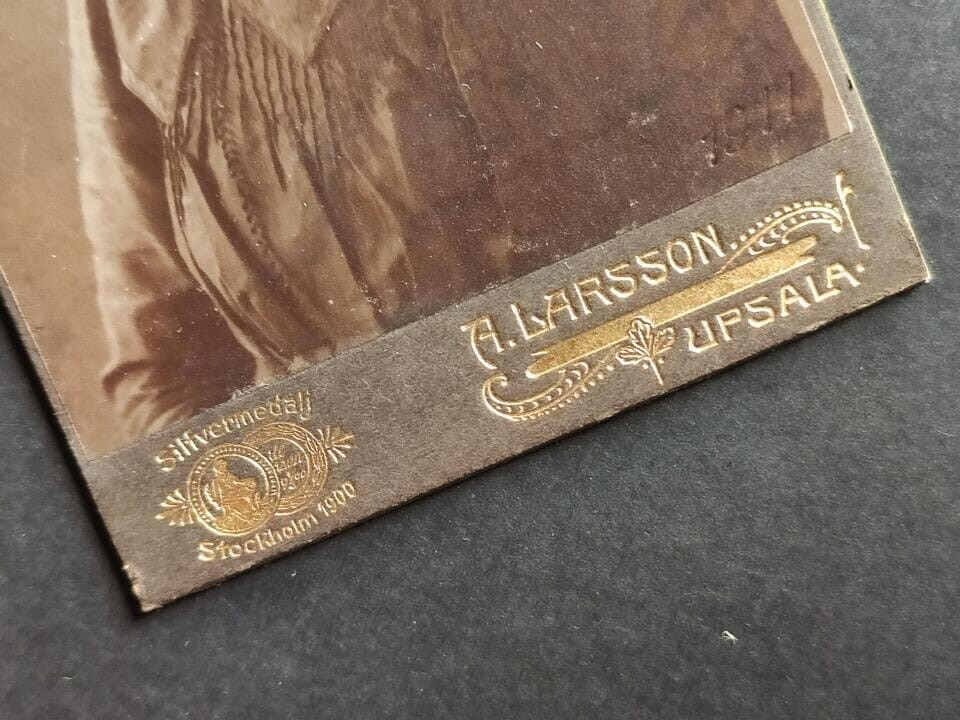 1911
A. LARSSON
UPSALA.
Silfvermedalj
Stockholm 1900